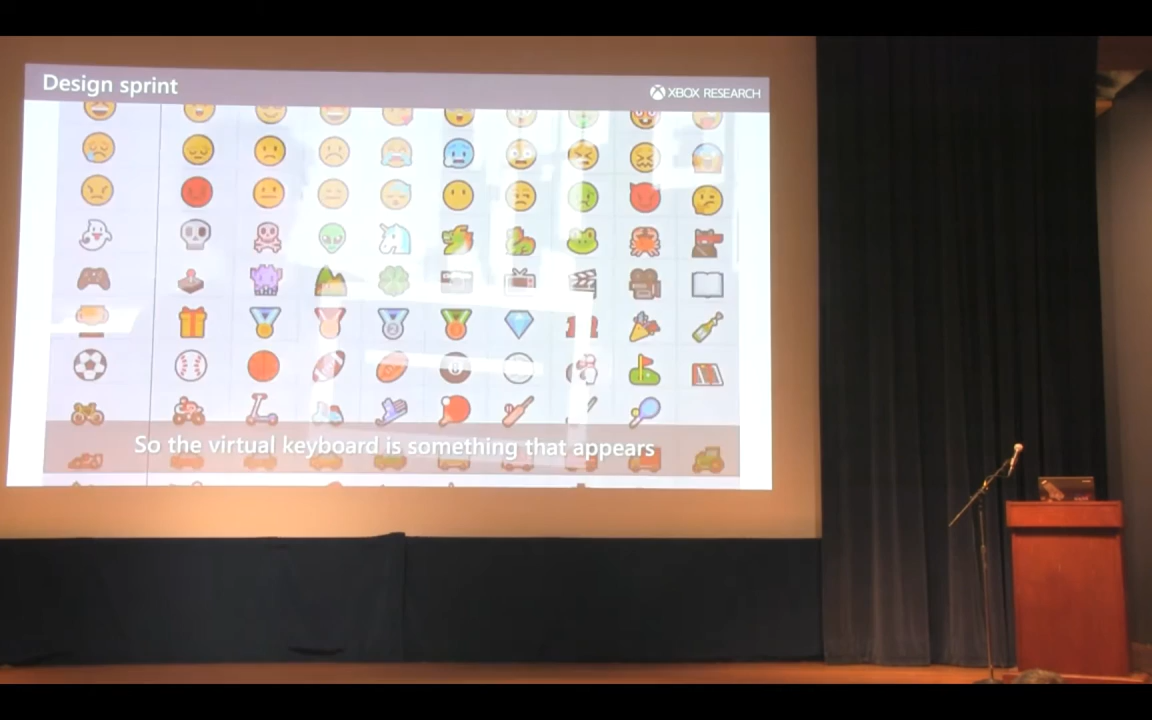 Design sprint
XBOX RESEARCH
So the virtual keyboard is something that appears